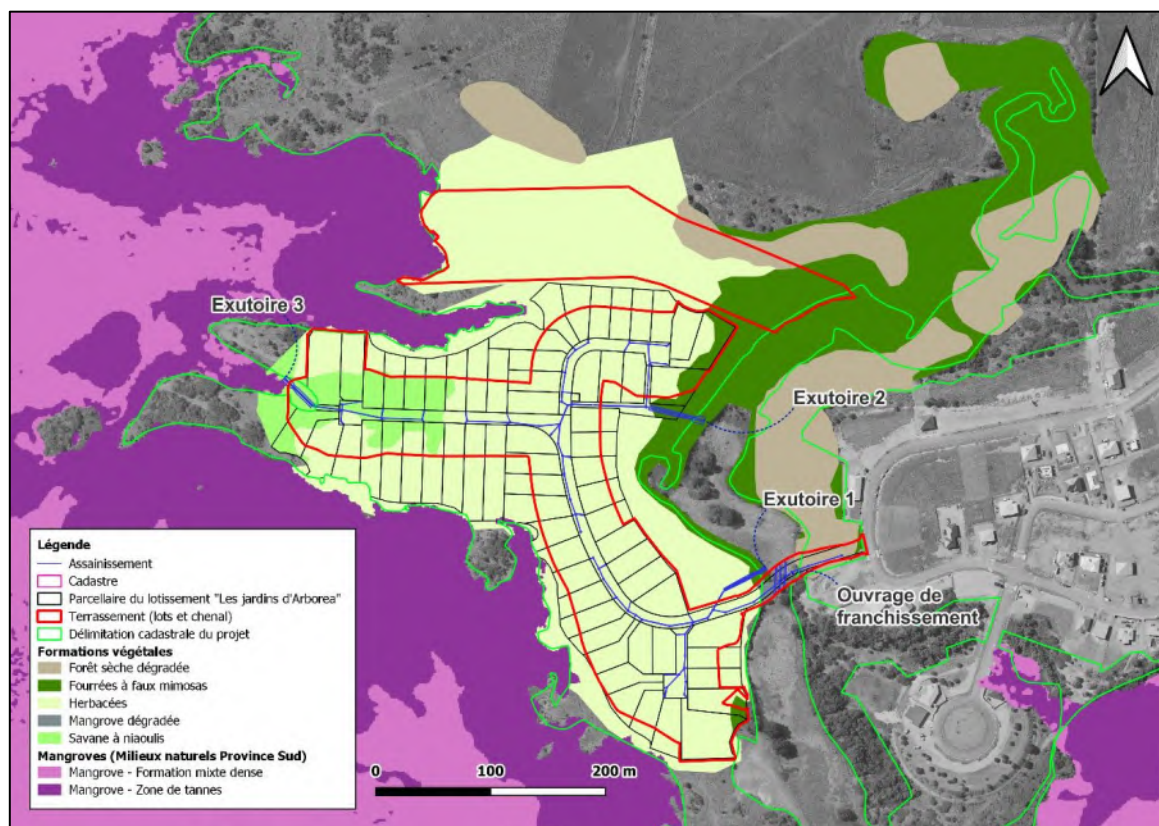 Exutoire 3
Exutoire 2
Exutoire 1
Ouvrage de
franchissement
Légende
Assainissement
Cadastre
Parcellaire du lotissement "Les jardins d'Arborea"
Terrassement (lots et chenal)
Délimitation cadastrale du projet
Formations végétales
Forêt sèche dégradée
Fourrées à faux mimosas
Herbacées
Mangrove dégradée
Savane à niaoulis
Mangroves (Milieux naturels Province Sud)
Mangrove - Formation mixte dense
Mangrove - Zone de tannes
0 100 200 m